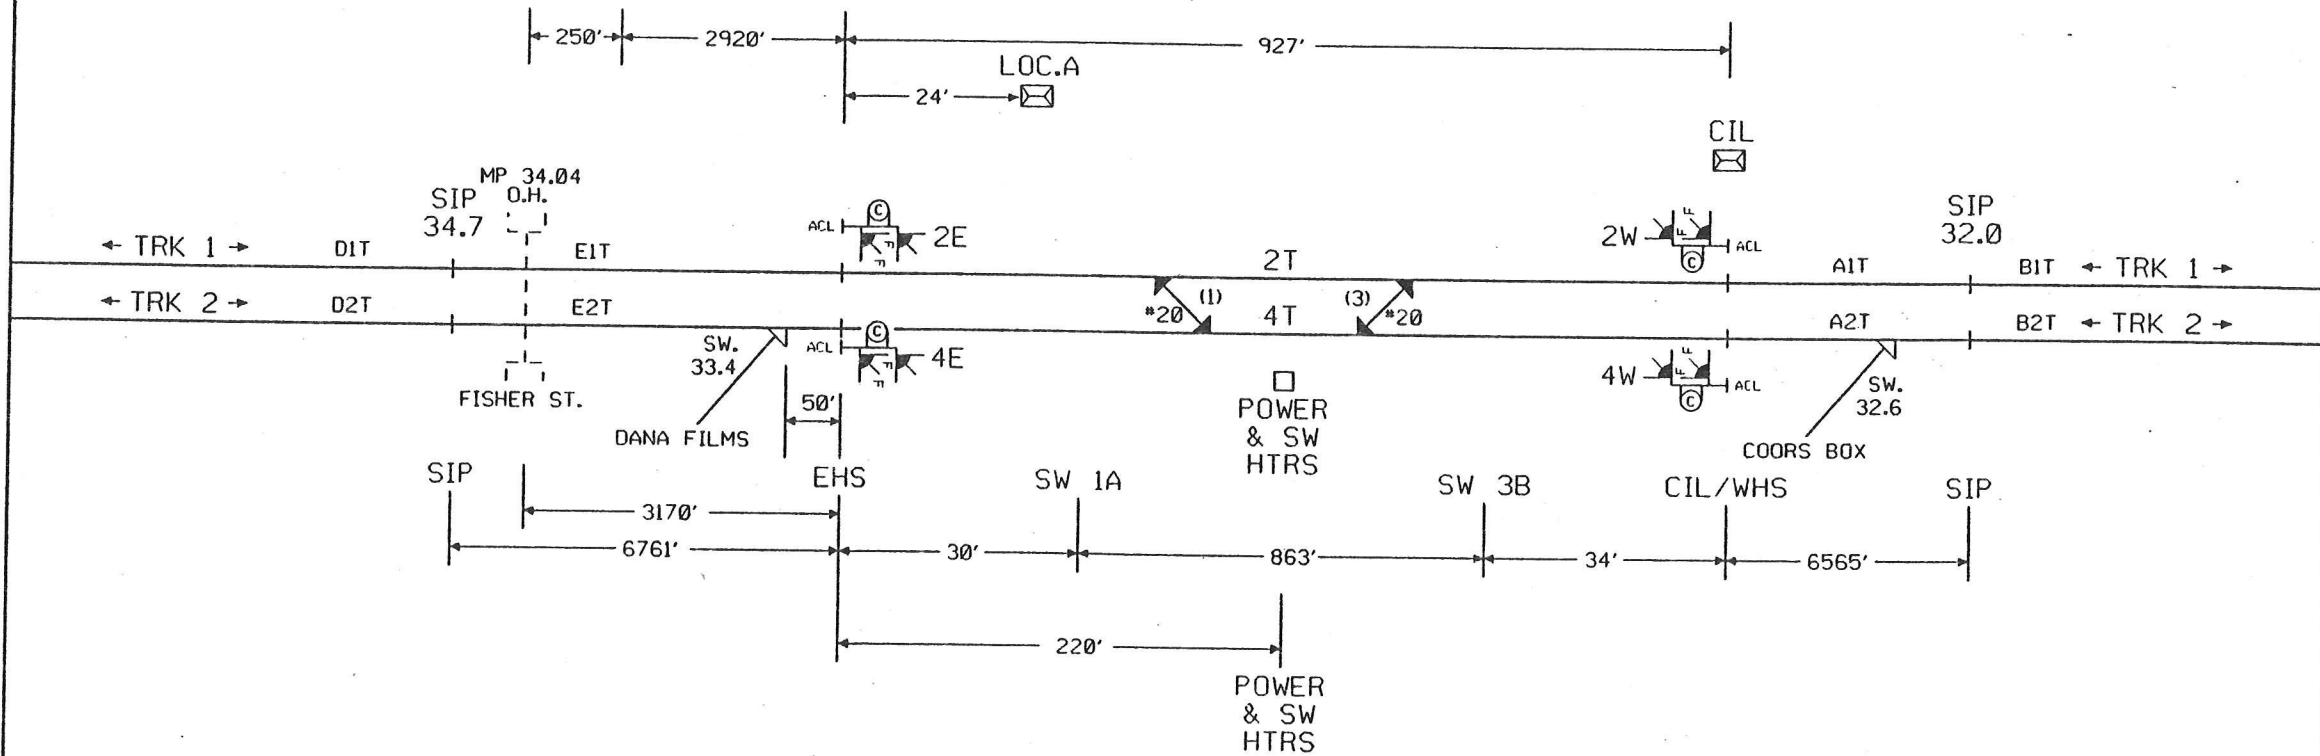 250' 2920' 927'
LOC.A
24'
CIL
MP 34.04
O.H.
SIP
34.7
SIP
32.0
ACL C 2E
F F
2W F F C ACL
← TRK 1 → D1T E1T 2T A1T B1T ← TRK 1 →
(1) (3)
#20 #20
← TRK 2 → D2T E2T 4T A2T B2T ← TRK 2 →
SW.
33.4
ACL C 4E
F F
4W F F C ACL
SW.
32.6
FISHER ST.
50'
DANA FILMS
POWER
& SW
HTRS
COORS BOX
SIP EHS SW 1A SW 3B CIL/WHS SIP
3170'
6761' 30' 863' 34' 6565'
220'
POWER
& SW
HTRS